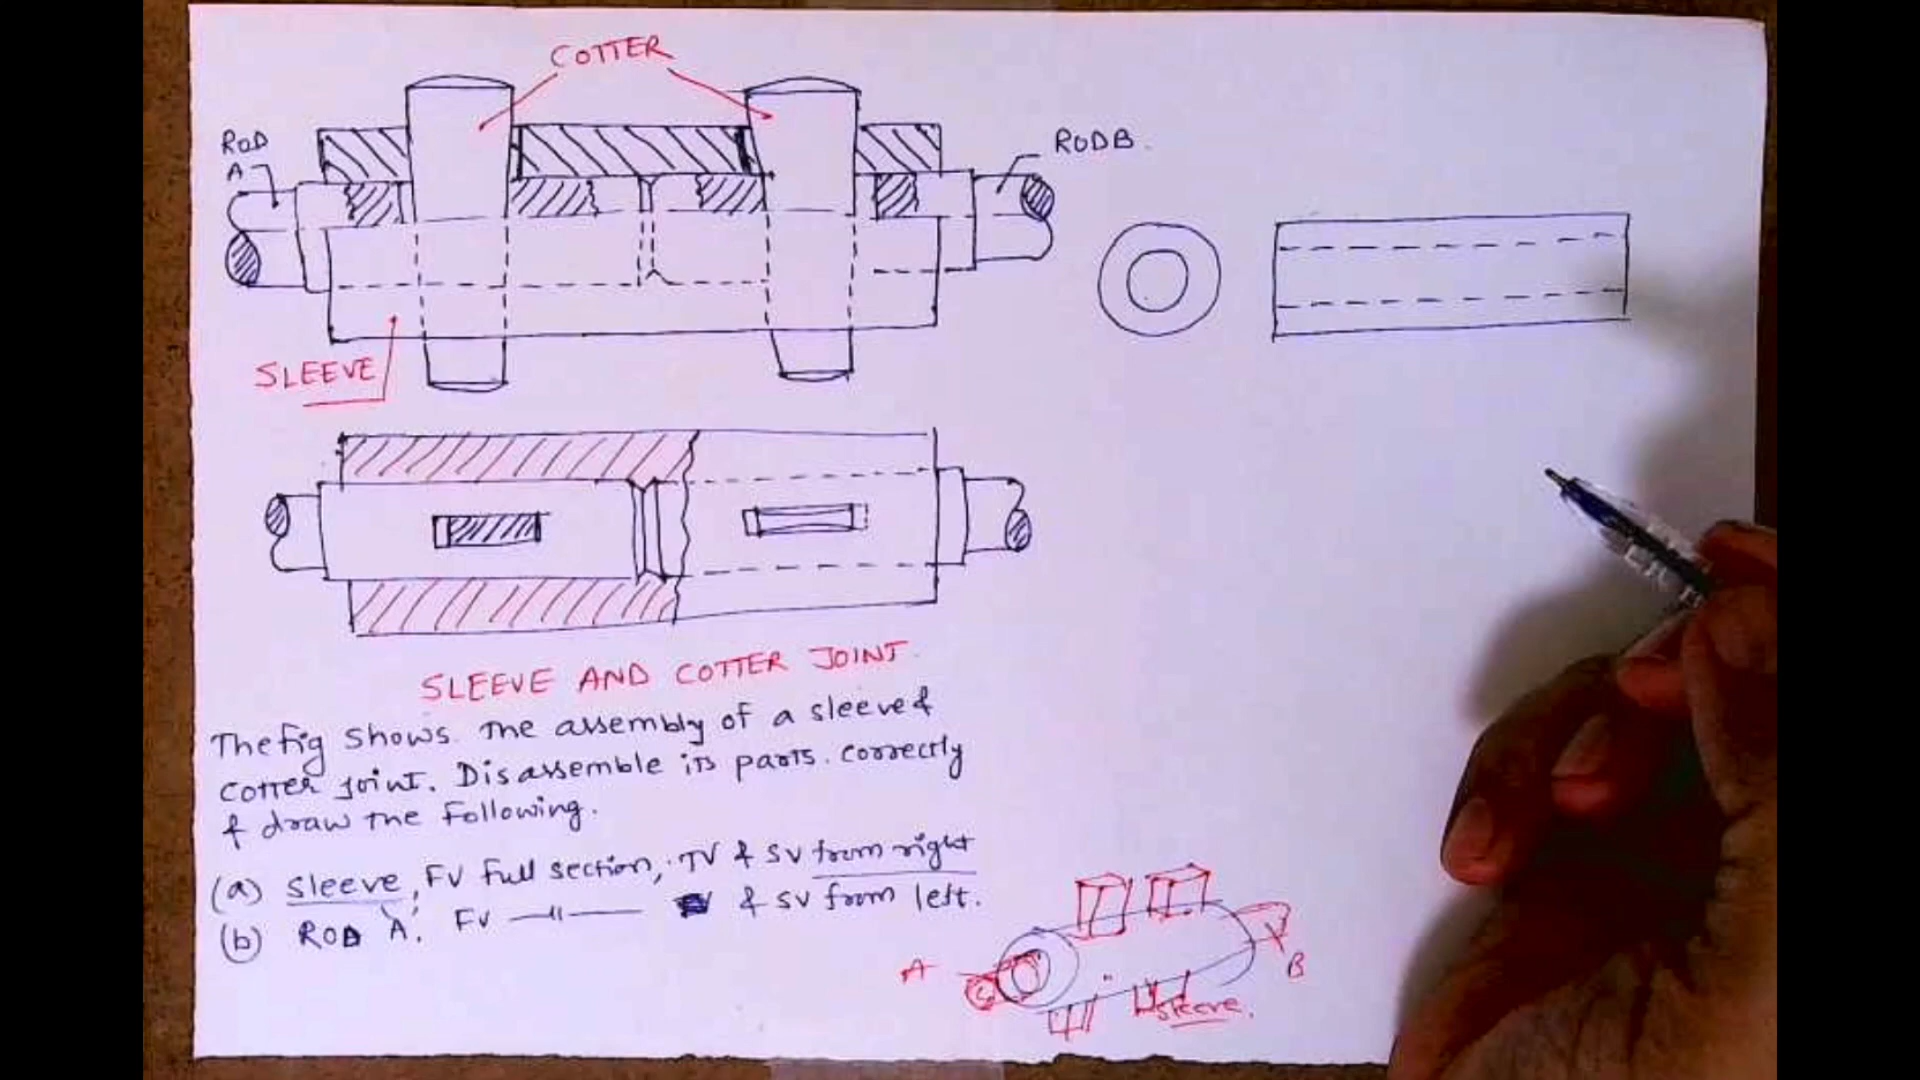 COTTER
ROD
A
ROD B
SLEEVE
SLEEVE AND COTTER JOINT
The fig shows the assembly of a sleeve &
cotter joint. Disassemble its parts correctly
& draw the following.
(a) Sleeve, FV full section, TV & SV from right
(b) ROD A, FV —〃— & SV from left.
A
B
Sleeve.